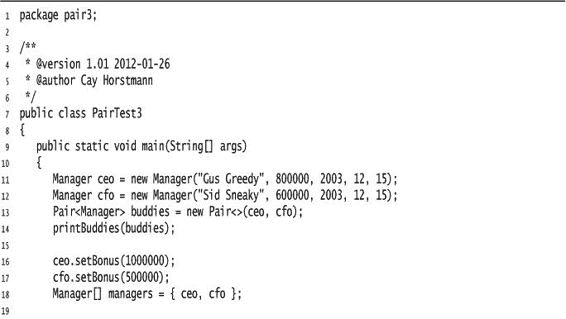 1 package pair3;
2
3 /**
4  * @version 1.01 2012-01-26
5  * @author Cay Horstmann
6  */
7 public class PairTest3
8 {
9    public static void main(String[] args)
10    {
11       Manager ceo = new Manager("Gus Greedy", 800000, 2003, 12, 15);
12       Manager cfo = new Manager("Sid Sneaky", 600000, 2003, 12, 15);
13       Pair<Manager> buddies = new Pair<>(ceo, cfo);
14       printBuddies(buddies);
15
16       ceo.setBonus(1000000);
17       cfo.setBonus(500000);
18       Manager[] managers = { ceo, cfo };
19